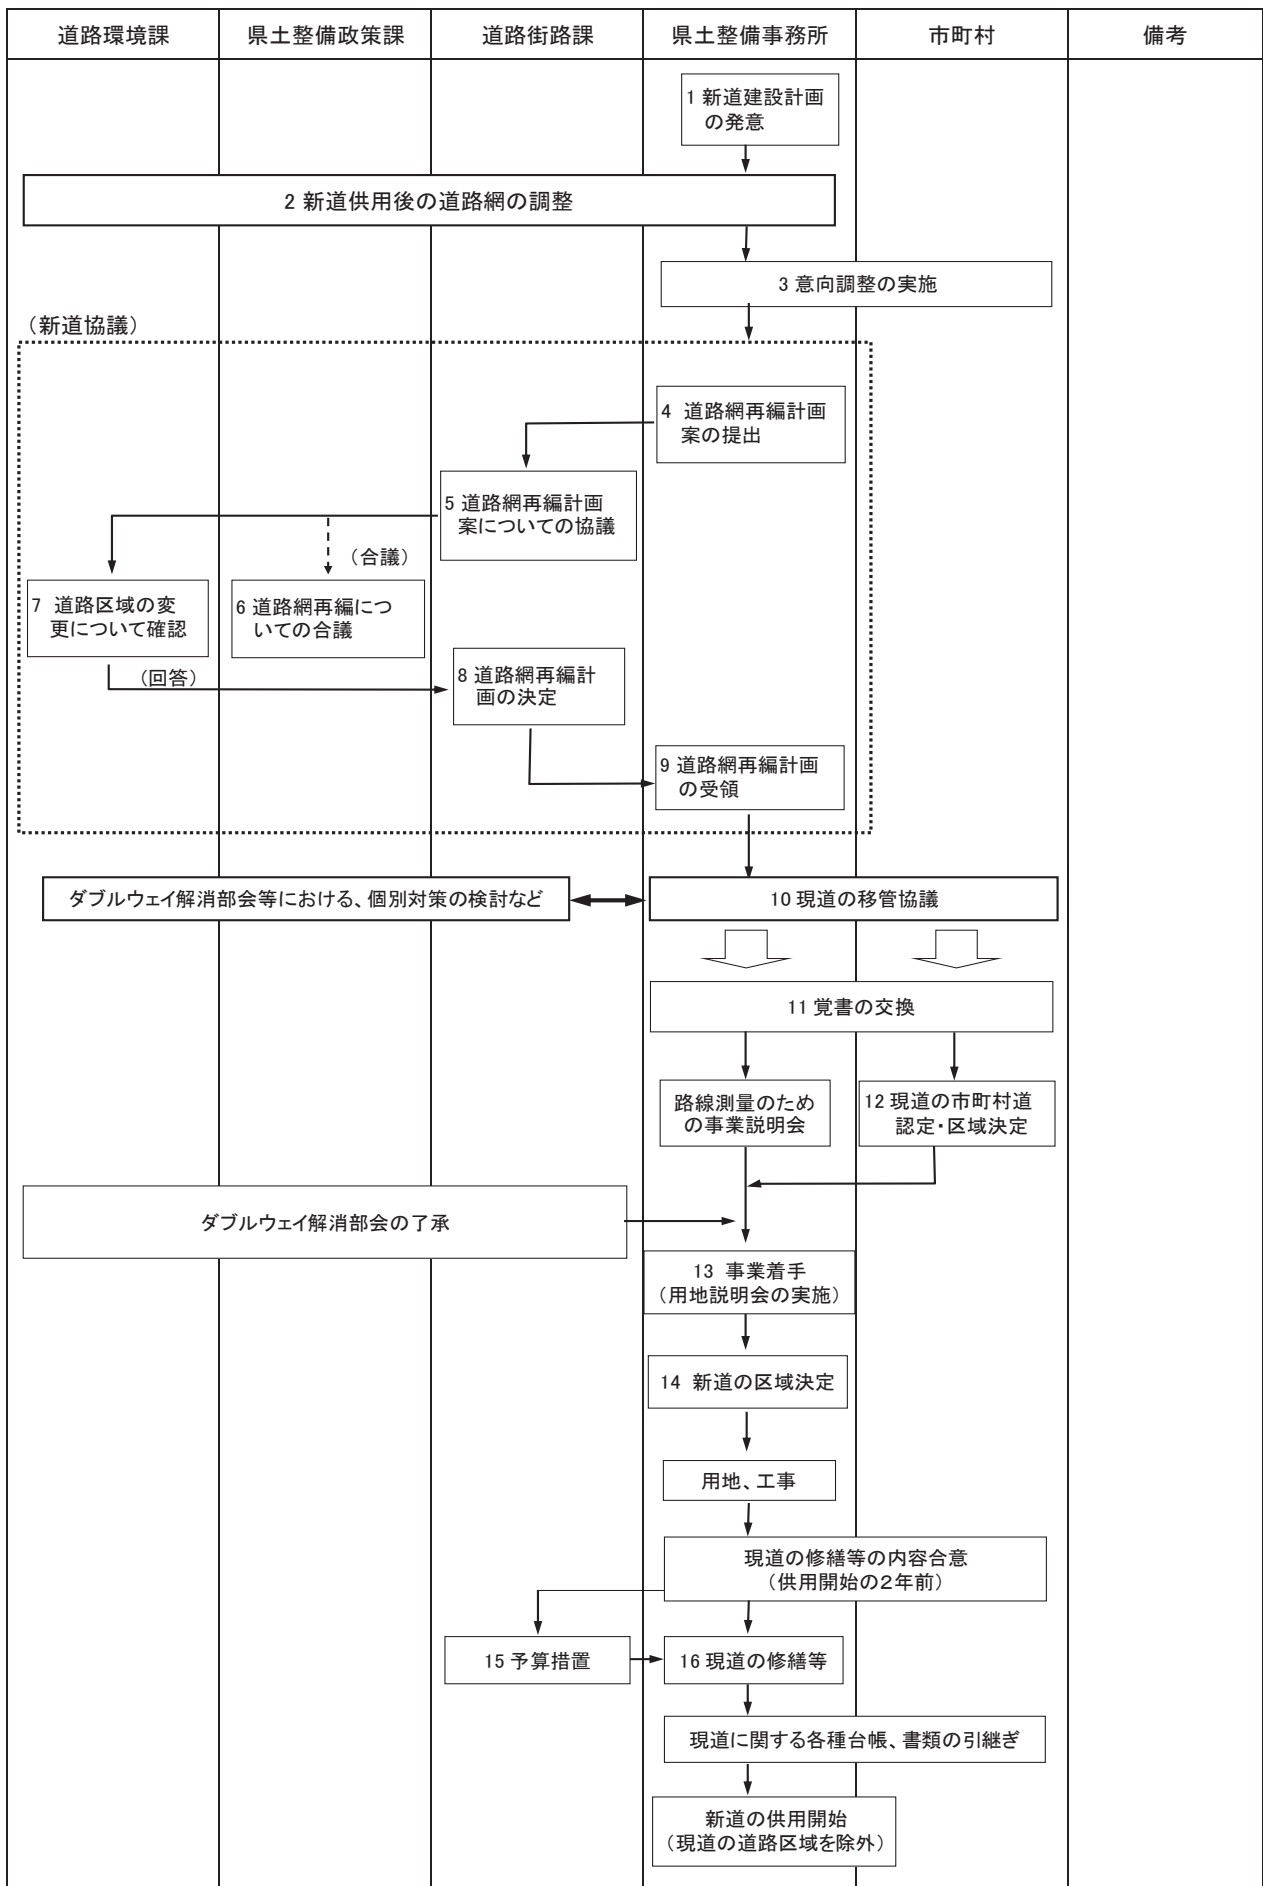 道路環境課
県土整備政策課
道路街路課
県土整備事務所
市町村
備考
1 新道建設計画
の発意
2 新道供用後の道路網の調整
3 意向調整の実施
（新道協議）
4 道路網再編計画
案の提出
5 道路網再編計画
案についての協議
（合議）
7 道路区域の変
更について確認
6 道路網再編につ
いての合議
（回答）
8 道路網再編計
画の決定
9 道路網再編計画
の受領
ダブルウェイ解消部会等における、個別対策の検討など
10 現道の移管協議
11 覚書の交換
路線測量のため
の事業説明会
12 現道の市町村道
認定・区域決定
ダブルウェイ解消部会の了承
13 事業着手
（用地説明会の実施）
14 新道の区域決定
用地、工事
現道の修繕等の内容合意
（供用開始の２年前）
15 予算措置
16 現道の修繕等
現道に関する各種台帳、書類の引継ぎ
新道の供用開始
（現道の道路区域を除外）